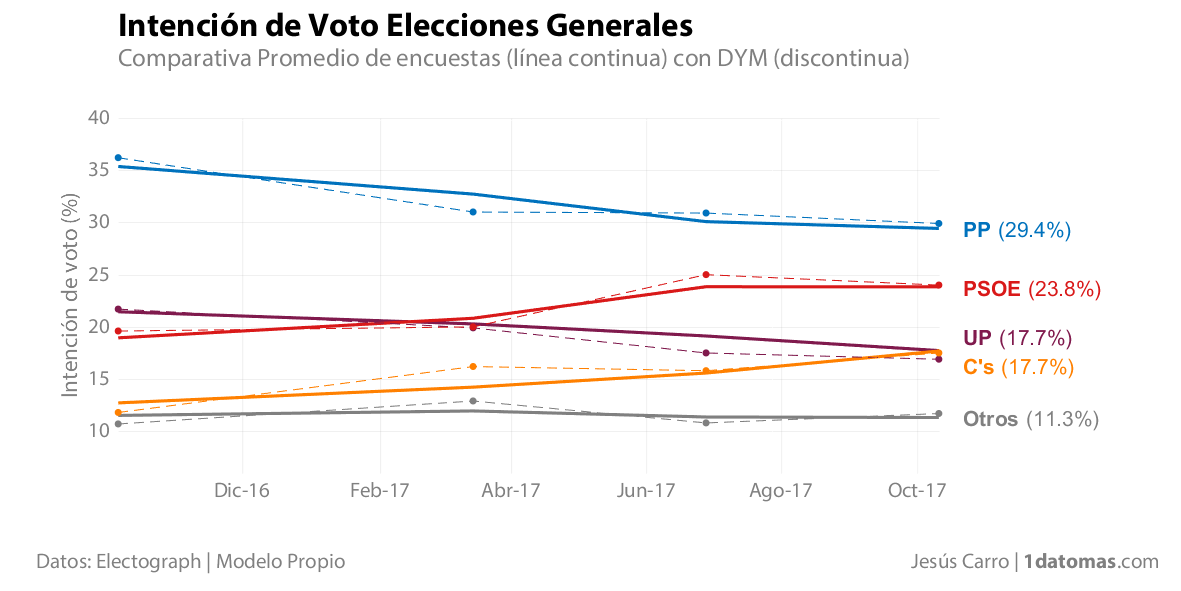 Intención de Voto Elecciones Generales
Comparativa Promedio de encuestas (línea continua) con DYM (discontinua)
Intención de voto (%)
40
35
30
25
20
15
10
PP (29.4%)
PSOE (23.8%)
UP (17.7%)
C's (17.7%)
Otros (11.3%)
Dic-16 Feb-17 Abr-17 Jun-17 Ago-17 Oct-17
Datos: Electograph | Modelo Propio
Jesús Carro | 1datomas.com